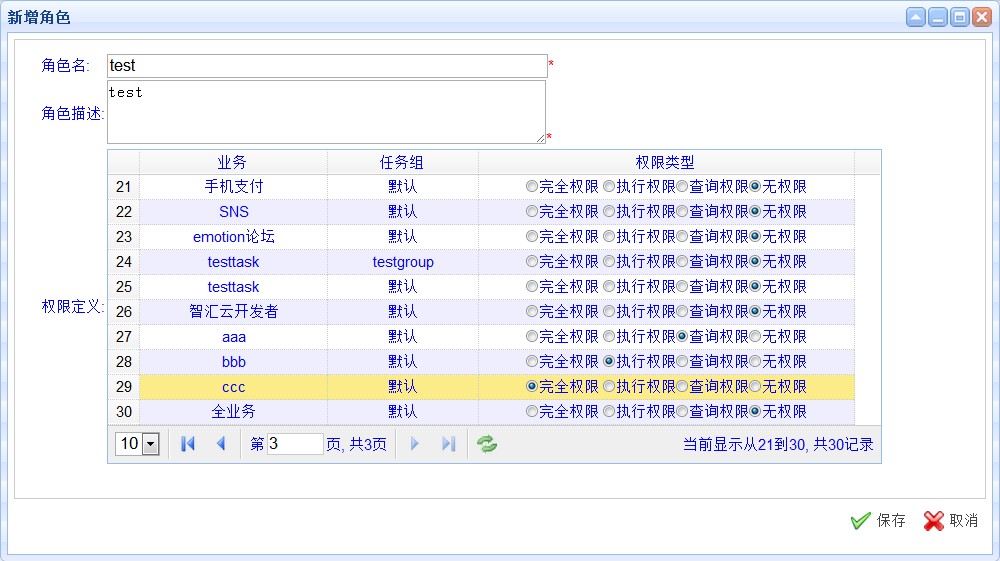 新增角色
角色名: test *
角色描述: test *
权限定义:
业务 任务组 权限类型
21 手机支付 默认 完全权限 执行权限 查询权限 无权限
22 SNS 默认 完全权限 执行权限 查询权限 无权限
23 emotion论坛 默认 完全权限 执行权限 查询权限 无权限
24 testtask testgroup 完全权限 执行权限 查询权限 无权限
25 testtask 默认 完全权限 执行权限 查询权限 无权限
26 智汇云开发者 默认 完全权限 执行权限 查询权限 无权限
27 aaa 默认 完全权限 执行权限 查询权限 无权限
28 bbb 默认 完全权限 执行权限 查询权限 无权限
29 ccc 默认 完全权限 执行权限 查询权限 无权限
30 全业务 默认 完全权限 执行权限 查询权限 无权限
10 第 3 页, 共3页 当前显示从21到30, 共30记录
保存 取消